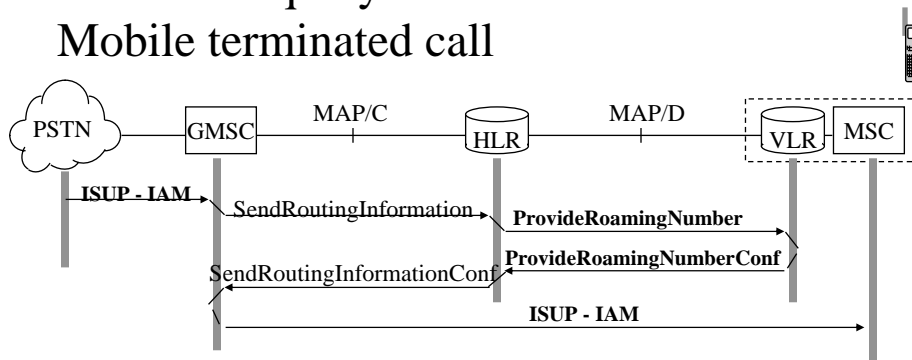 Mobile terminated call
MAP/C
MAP/D
PSTN
GMSC
HLR
VLR
MSC
ISUP - IAM
SendRoutingInformation
ProvideRoamingNumber
ProvideRoamingNumberConf
SendRoutingInformationConf
ISUP - IAM